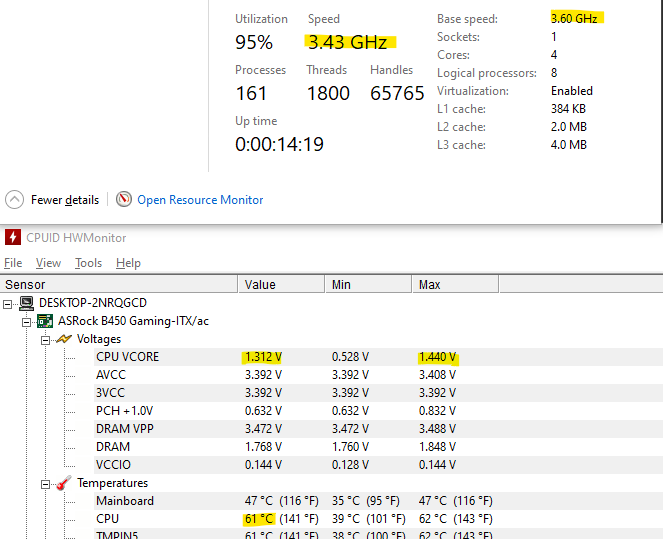 Utilization Speed Base speed: 3.60 GHz
95% 3.43 GHz Sockets: 1
Cores: 4
Processes Threads Handles Logical processors: 8
161 1800 65765 Virtualization: Enabled
L1 cache: 384 KB
Up time L2 cache: 2.0 MB
0:00:14:19 L3 cache: 4.0 MB
Fewer details Open Resource Monitor
CPUID HWMonitor
File View Tools Help
Sensor Value Min Max
DESKTOP-2NRQGCD
ASRock B450 Gaming-ITX/ac
Voltages
CPU VCORE 1.312 V 0.528 V 1.440 V
AVCC 3.392 V 3.392 V 3.408 V
3VCC 3.392 V 3.392 V 3.392 V
PCH +1.0V 0.632 V 0.632 V 0.832 V
DRAM VPP 3.472 V 3.472 V 3.488 V
DRAM 1.768 V 1.760 V 1.848 V
VCCIO 0.144 V 0.128 V 0.144 V
Temperatures
Mainboard 47 °C (116 °F) 35 °C (95 °F) 47 °C (116 °F)
CPU 61 °C (141 °F) 39 °C (101 °F) 62 °C (143 °F)
TMPIN5 61 °C (141 °F) 38 °C (100 °F) 62 °C (143 °F)